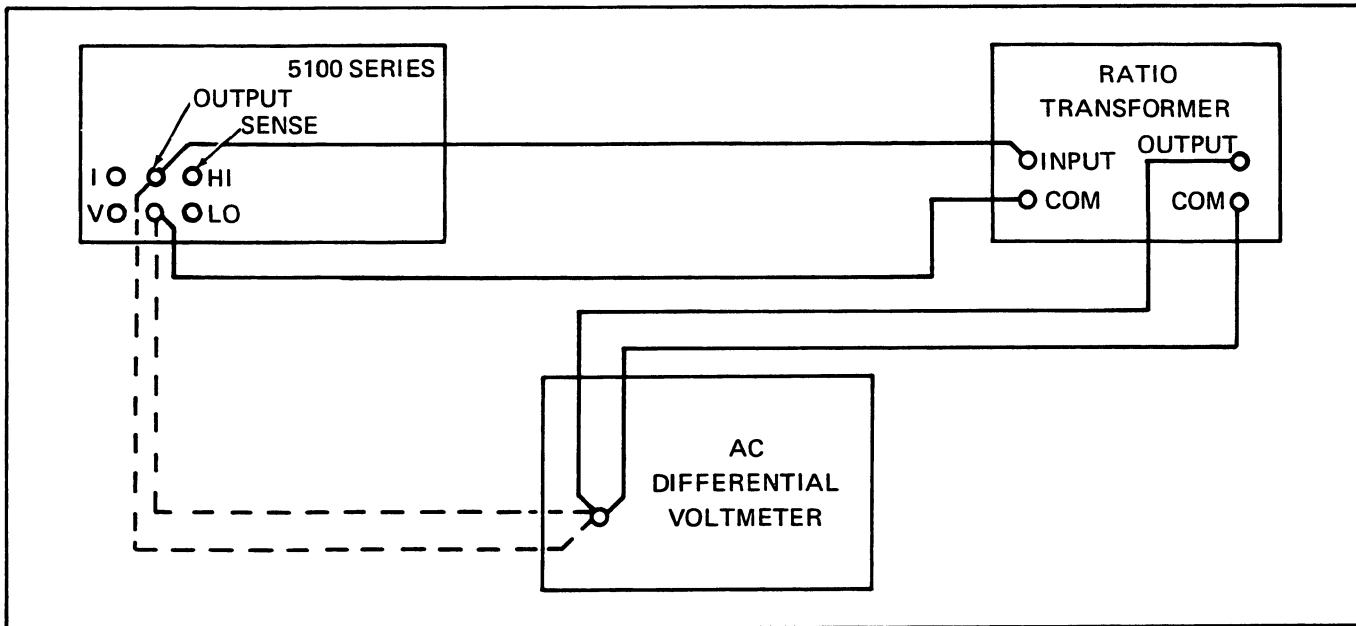 5100 SERIES
OUTPUT
SENSE
I HI
V LO
RATIO
TRANSFORMER
OUTPUT
INPUT
COM COM
AC
DIFFERENTIAL
VOLTMETER